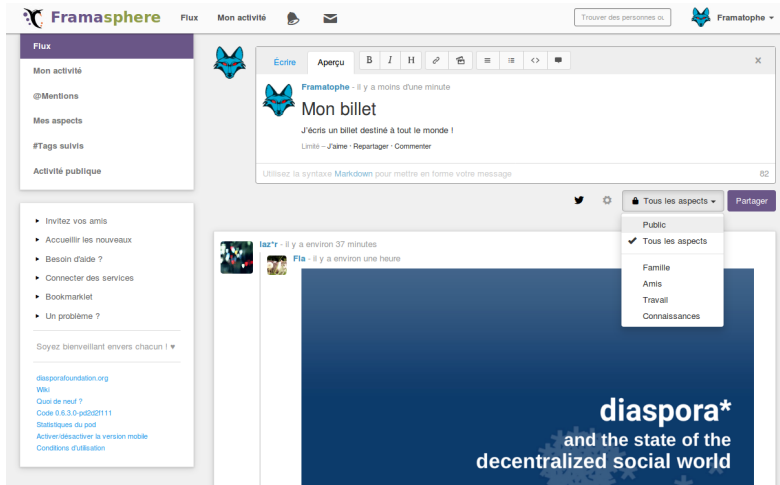 Framasphere
Flux
Mon activité
Trouver des personnes ou
Framatophe
Flux
Mon activité
@Mentions
Mes aspects
#Tags suivis
Activité publique
Invitez vos amis
Accueillir les nouveaux
Besoin d'aide ?
Connecter des services
Bookmarklet
Un problème ?
Soyez bienveillant envers chacun ! ♥
diasporafoundation.org
Wiki
Quoi de neuf ?
Code 0.6.3.0-pd2d2f111
Statistiques du pod
Activer/désactiver la version mobile
Conditions d'utilisation
Écrire
Aperçu
B I H
x
Framatophe - il y a moins d'une minute
Mon billet
J'écris un billet destiné à tout le monde !
Limité – J'aime · Repartager · Commenter
Utilisez la syntaxe Markdown pour mettre en forme votre message
82
Tous les aspects
Partager
Public
Tous les aspects
Famille
Amis
Travail
Connaissances
laz*r - il y a environ 37 minutes
Fla - il y a environ une heure
diaspora*
and the state of the
decentralized social world